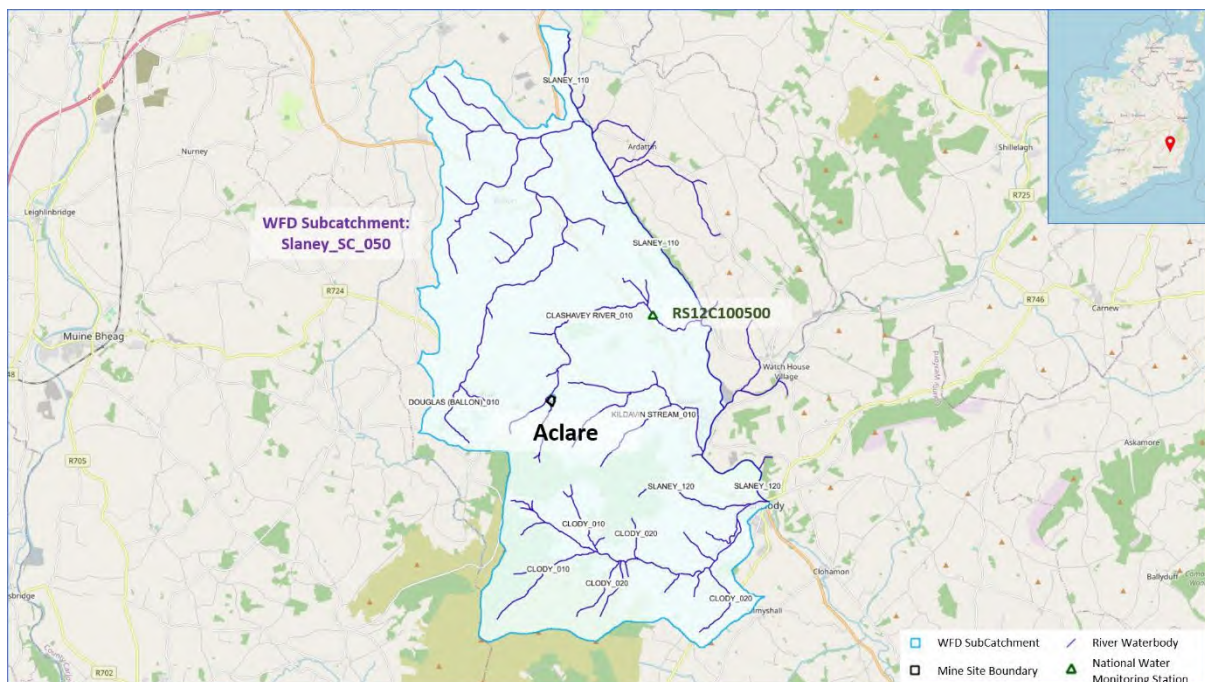 SLANEY_110
Nurney
Ardattin
Shillelagh
R725
Leighlinbridge
WFD Subcatchment:
Slaney_SC_050
SLANEY_110
R724
R746
Carnew
CLASHAVEY RIVER_010
RS12C100500
Muine Bheag
Watch House
Village
DOUGLAS (BALLON)_010
KILDAVIN STREAM_010
Aclare
Askamore
R705
SLANEY_120
SLANEY_120
CLODY_010
CLODY_020
CLODY_010
CLODY_020
Clohamon
Ballyduff
CLODY_020
R702
WFD SubCatchment
River Waterbody
Mine Site Boundary
National Water
Monitoring Station